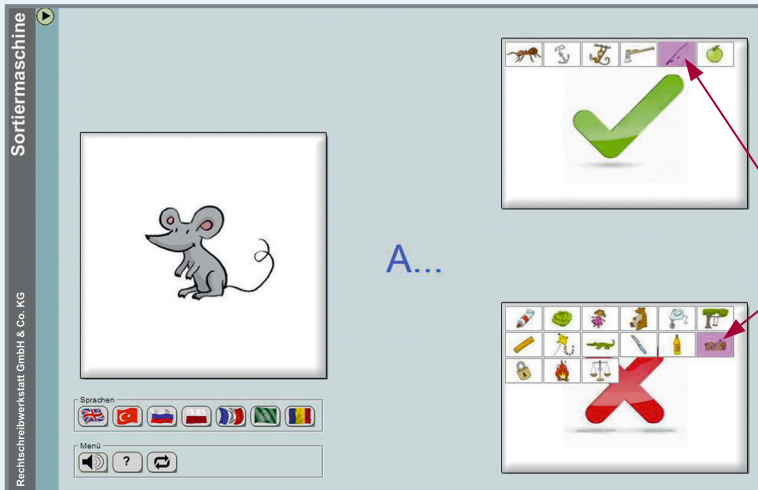 Sortiermaschine
Rechtschreibwerkstatt GmbH & Co. KG
A...
Sprachen
Menü
?